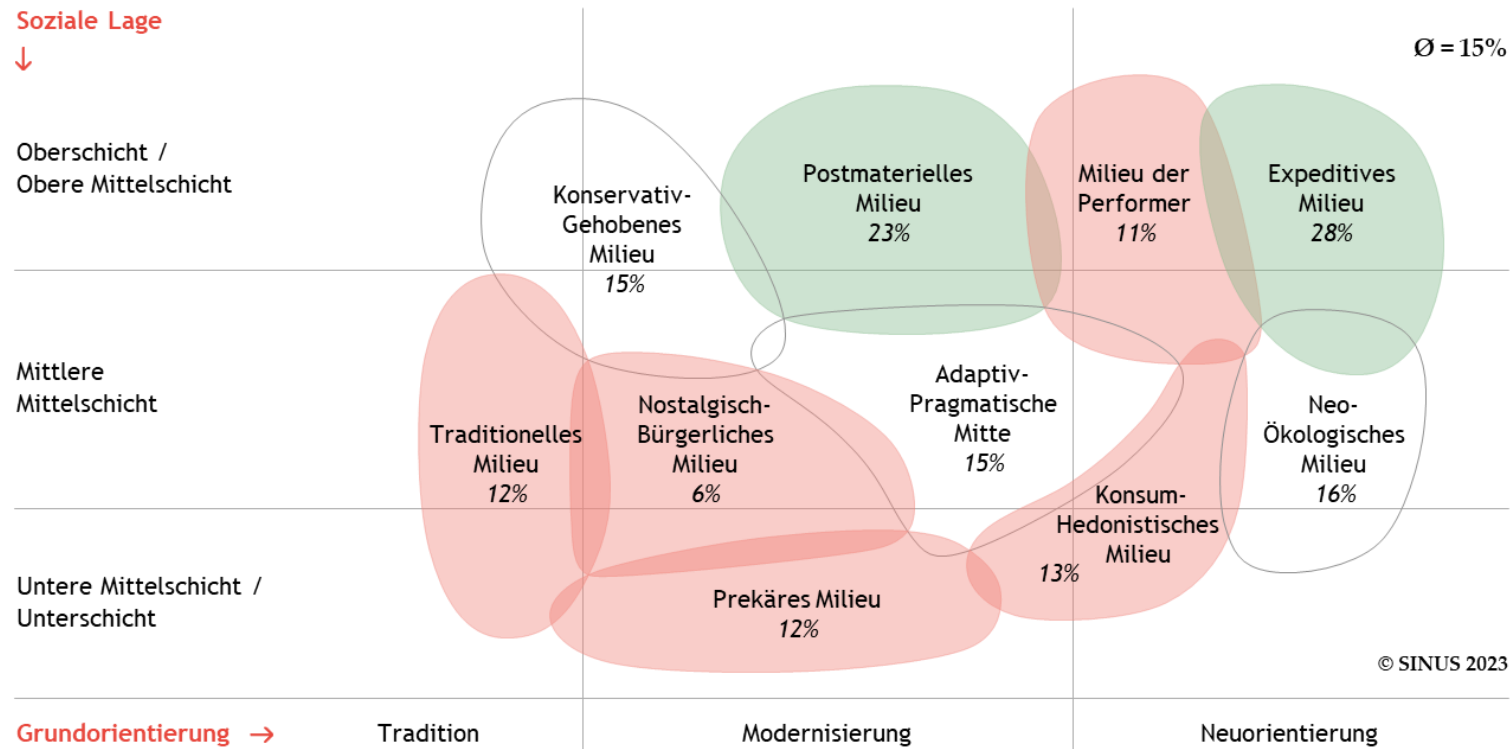 Soziale Lage
↓
Ø = 15%
Oberschicht /
Obere Mittelschicht
Konservativ-
Gehobenes
Milieu
15%
Postmaterielles
Milieu
23%
Milieu der
Performer
11%
Expeditives
Milieu
28%
Mittlere
Mittelschicht
Traditionelles
Milieu
12%
Nostalgisch-
Bürgerliches
Milieu
6%
Adaptiv-
Pragmatische
Mitte
15%
Neo-
Ökologisches
Milieu
16%
Konsum-
Hedonistisches
Milieu
13%
Untere Mittelschicht /
Unterschicht
Prekäres Milieu
12%
© SINUS 2023
Grundorientierung →
Tradition
Modernisierung
Neuorientierung